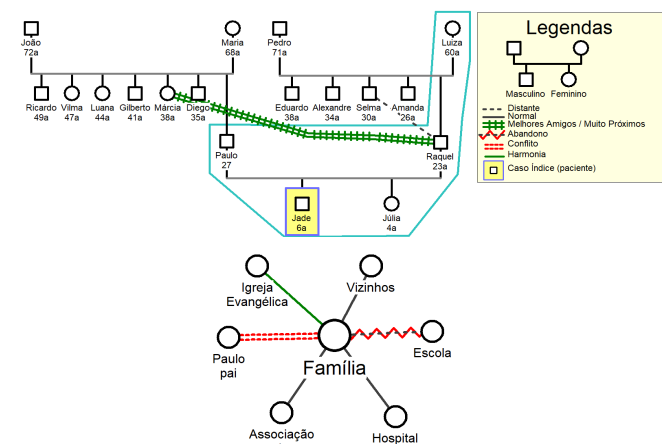 João
72a
Maria
68a
Pedro
71a
Luiza
60a
Ricardo
49a
Vilma
47a
Luana
44a
Gilberto
41a
Márcia
38a
Diego
35a
Eduardo
38a
Alexandre
34a
Selma
30a
Amanda
26a
Paulo
27
Raquel
23a
Jade
6a
Júlia
4a
Legendas
Masculino
Feminino
Distante
Normal
Melhores Amigos / Muito Próximos
Abandono
Conflito
Harmonia
Caso Índice (paciente)
Igreja
Evangélica
Vizinhos
Paulo
pai
Escola
Família
Associação
Hospital